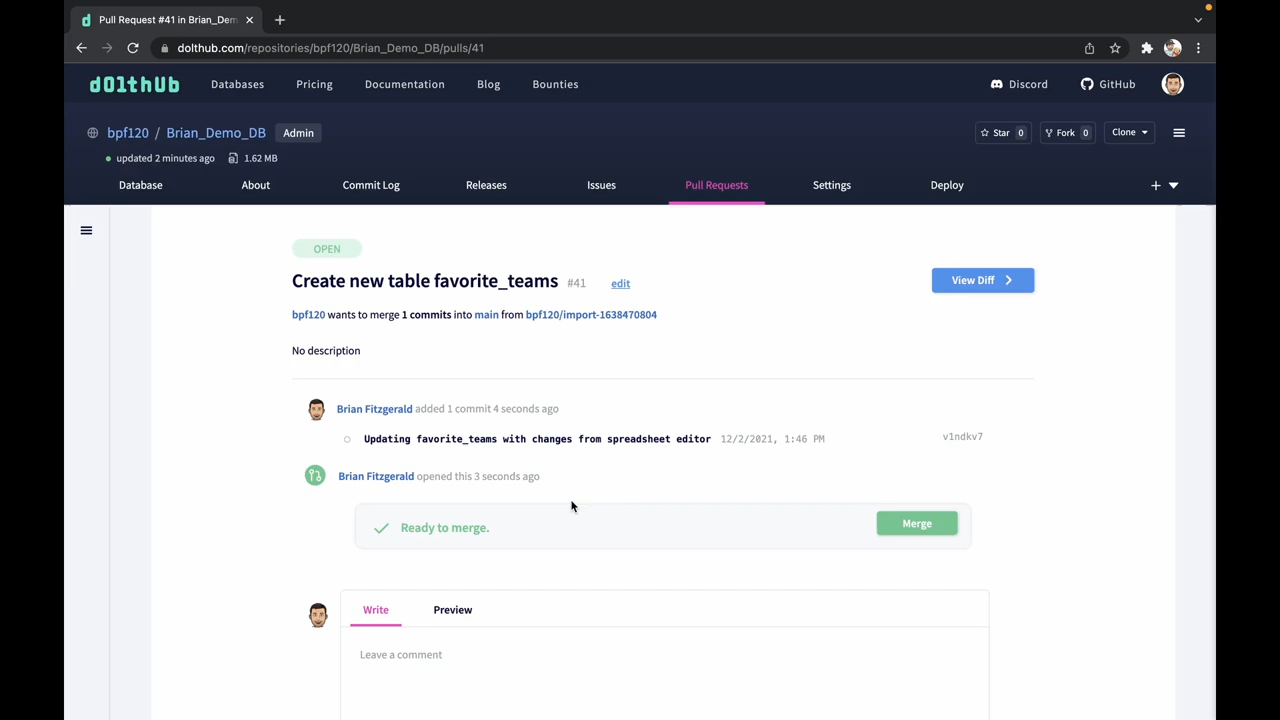 Pull Request #41 in Brian_Dem
dolthub.com/repositories/bpf120/Brian_Demo_DB/pulls/41
d0lthub Databases Pricing Documentation Blog Bounties Discord GitHub
bpf120 / Brian_Demo_DB Admin Star 0 Fork 0 Clone
updated 2 minutes ago 1.62 MB
Database About Commit Log Releases Issues Pull Requests Settings Deploy
OPEN
Create new table favorite_teams #41 edit View Diff
bpf120 wants to merge 1 commits into main from bpf120/import-1638470804
No description
Brian Fitzgerald added 1 commit 4 seconds ago
Updating favorite_teams with changes from spreadsheet editor 12/2/2021, 1:46 PM v1ndkv7
Brian Fitzgerald opened this 3 seconds ago
Ready to merge. Merge
Write Preview
Leave a comment